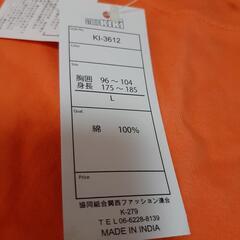 KiKi
KI-3612
Color
Size
胸囲 96～104
身長 175～185
L
Qual.
綿 100%
Price
協同組合関西ファッション連合
K-279
TEL 06-6228-8139
MADE IN INDIA